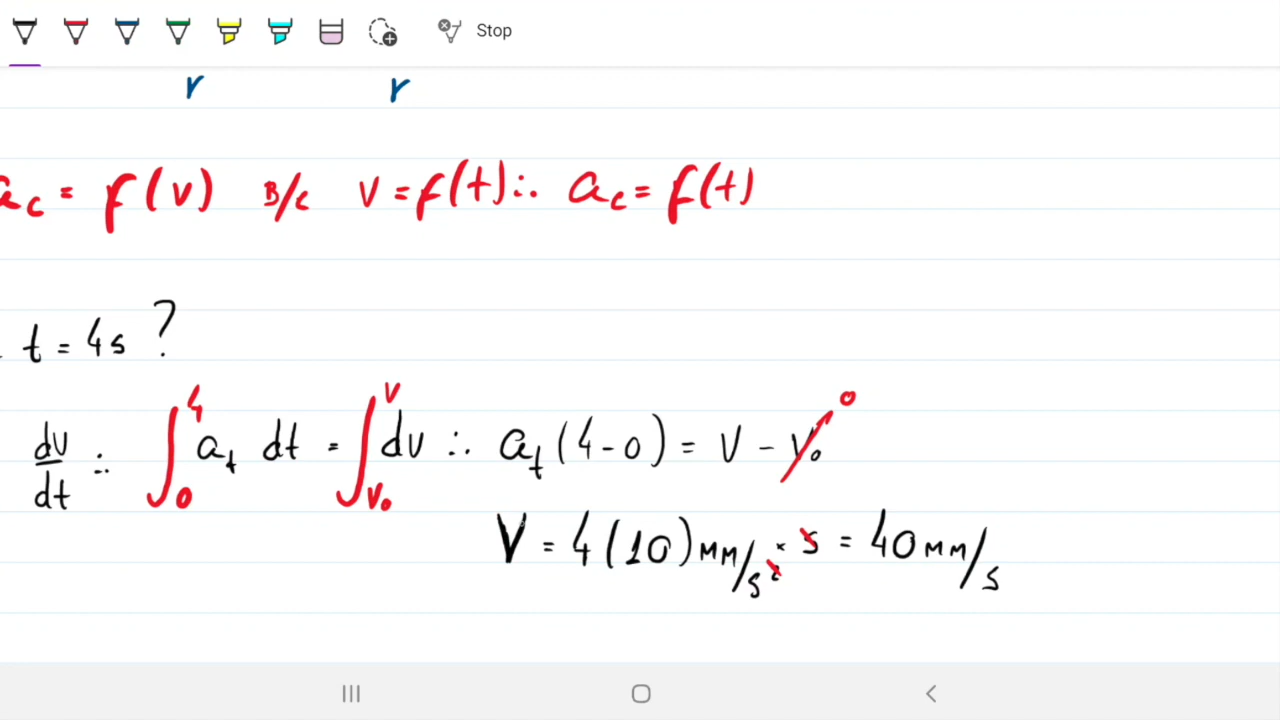 Stop
r r
ac = f(v) B/C v = f(t) ∴ ac = f(t)
t = 4s ?
dv/dt ∴ ∫₀⁴ at dt = ∫v₀ᵛ dv ∴ at (4-0) = v - v₀ 0
V = 4(10) mm/s² × s = 40 mm/s